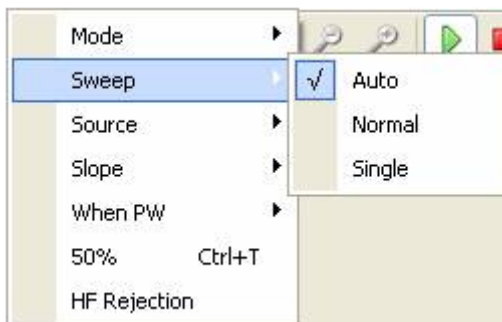 Mode
Sweep
Source
Slope
When PW
50% Ctrl+T
HF Rejection
√ Auto
Normal
Single